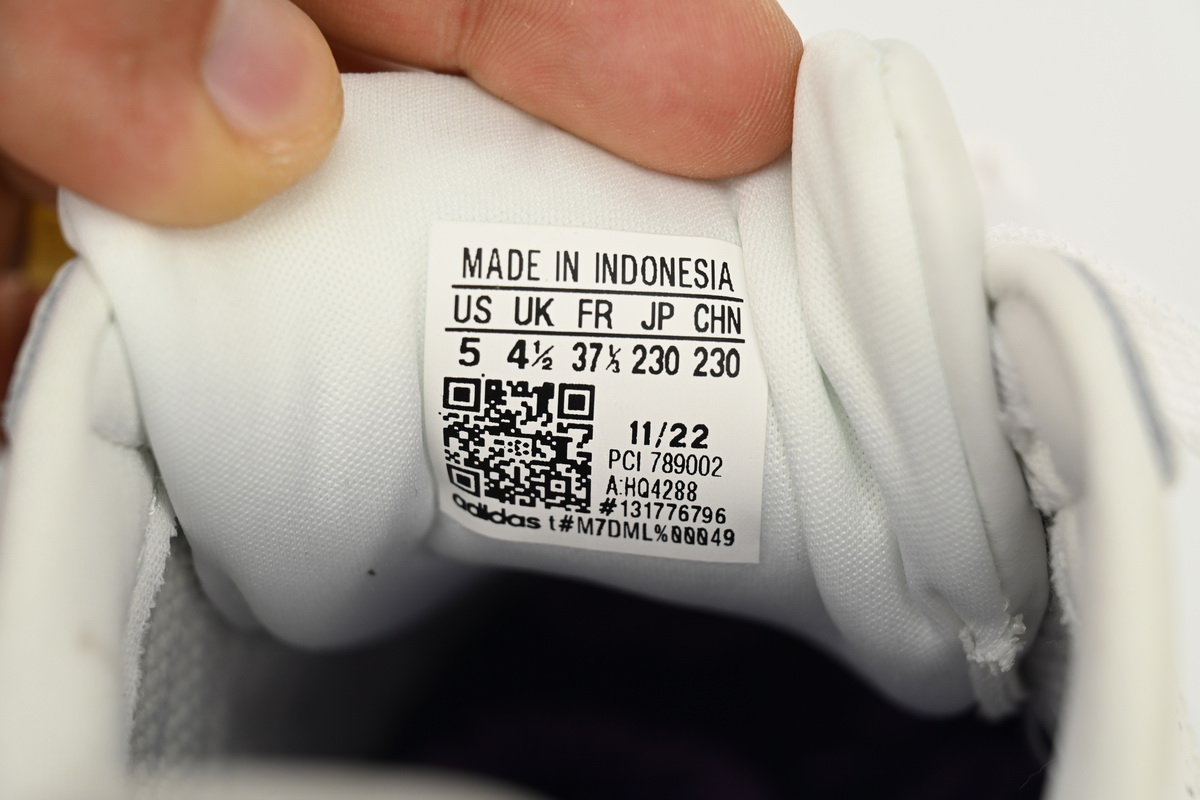 MADE IN INDONESIA
US UK FR JP CHN
5 4½ 37⅓ 230 230
11/22
PCI 789002
A:HQ4288
#131776796
adidas t#M7DML%00049